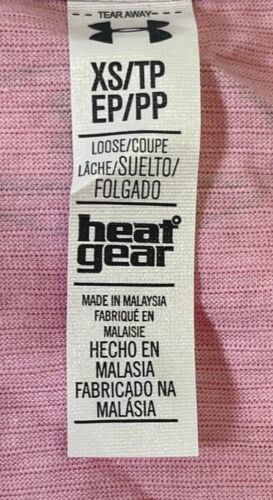 TEAR AWAY
XS/TP
EP/PP
LOOSE/COUPE
LÂCHE/SUELTO/
FOLGADO
heat
gear
MADE IN MALAYSIA
FABRIQUÉ EN
MALAISIE
HECHO EN
MALASIA
FABRICADO NA
MALÁSIA